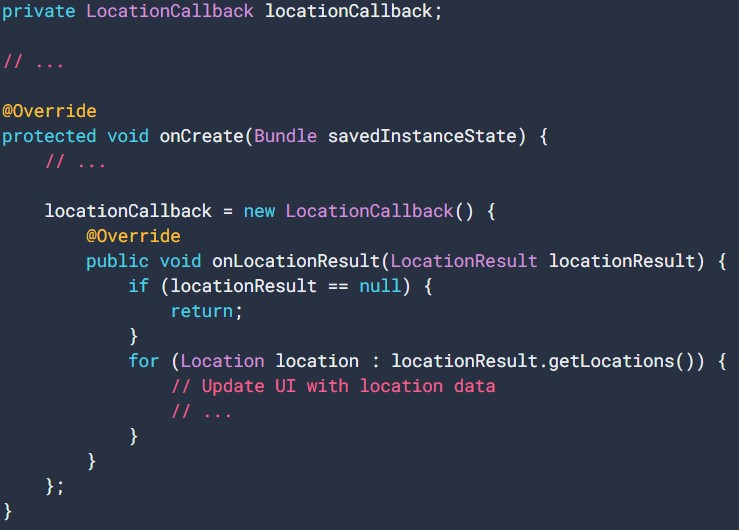 private LocationCallback locationCallback;
// ...
@Override
protected void onCreate(Bundle savedInstanceState) {
    // ...
    locationCallback = new LocationCallback() {
        @Override
        public void onLocationResult(LocationResult locationResult) {
            if (locationResult == null) {
                return;
            }
            for (Location location : locationResult.getLocations()) {
                // Update UI with location data
                // ...
            }
        }
    };
}